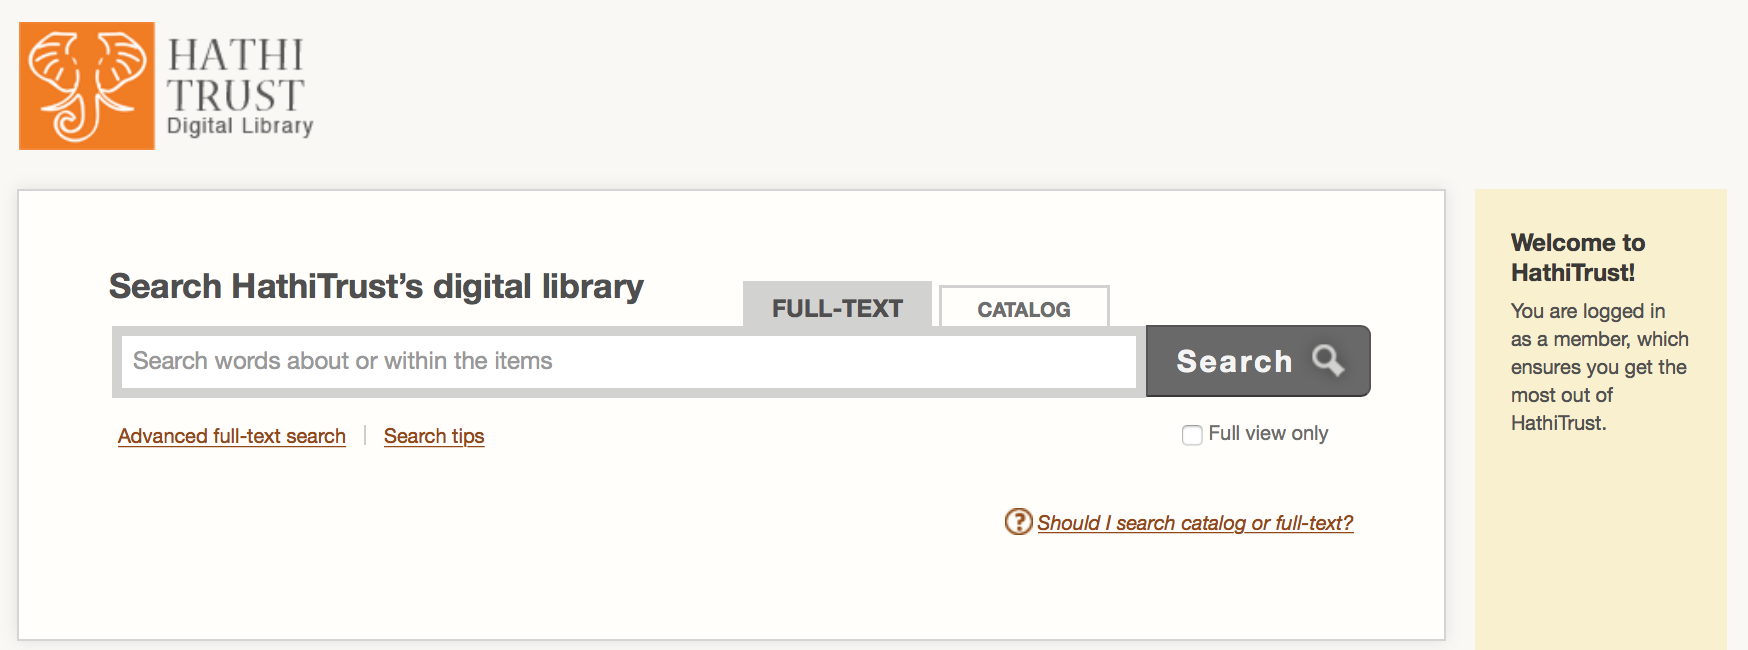 HATHI
TRUST
Digital Library
Search HathiTrust's digital library
FULL-TEXT
CATALOG
Search words about or within the items
Search
Advanced full-text search
Search tips
Full view only
? Should I search catalog or full-text?
Welcome to
HathiTrust!
You are logged in
as a member, which
ensures you get the
most out of
HathiTrust.